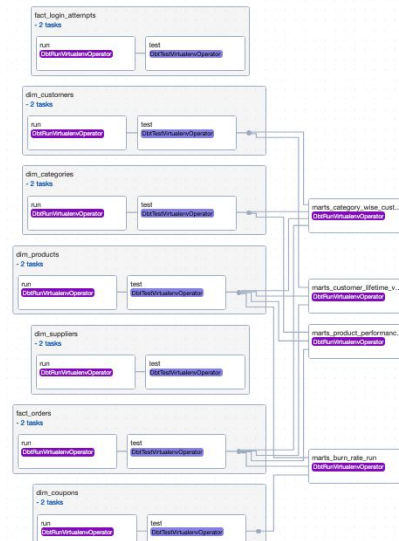 fact_login_attempts
- 2 tasks
run
DbtRunVirtualenvOperator
test
DbtTestVirtualenvOperator
dim_customers
- 2 tasks
run
DbtRunVirtualenvOperator
test
DbtTestVirtualenvOperator
dim_categories
- 2 tasks
run
DbtRunVirtualenvOperator
test
DbtTestVirtualenvOperator
marts_category_wise_cust...
DbtRunVirtualenvOperator
dim_products
- 2 tasks
run
DbtRunVirtualenvOperator
test
DbtTestVirtualenvOperator
marts_customer_lifetime_v...
DbtRunVirtualenvOperator
dim_suppliers
- 2 tasks
run
DbtRunVirtualenvOperator
test
DbtTestVirtualenvOperator
marts_product_performanc...
DbtRunVirtualenvOperator
fact_orders
- 2 tasks
run
DbtRunVirtualenvOperator
test
DbtTestVirtualenvOperator
marts_burn_rate_run
DbtRunVirtualenvOperator
dim_coupons
- 2 tasks
run
DbtRunVirtualenvOperator
test
DbtTestVirtualenvOperator